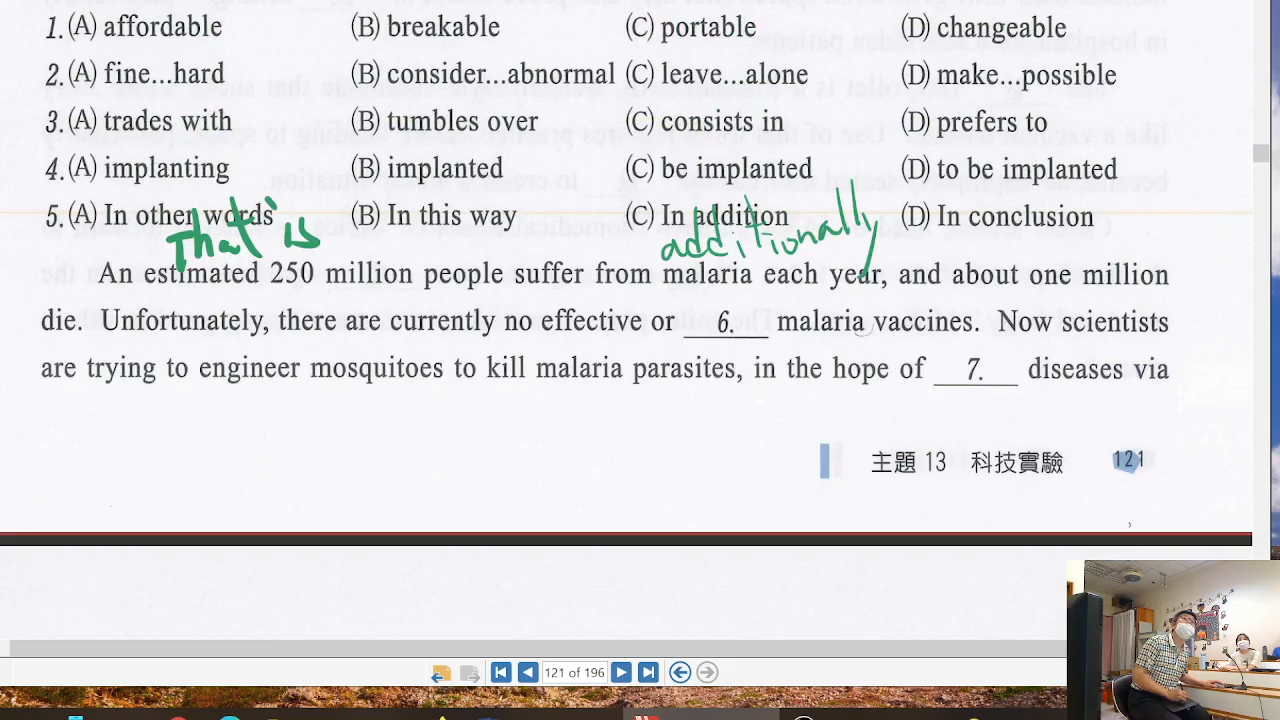 1. (A) affordable (B) breakable (C) portable (D) changeable
2. (A) fine...hard (B) consider...abnormal (C) leave...alone (D) make...possible
3. (A) trades with (B) tumbles over (C) consists in (D) prefers to
4. (A) implanting (B) implanted (C) be implanted (D) to be implanted
5. (A) In other words (B) In this way (C) In addition (D) In conclusion
That is additionally
An estimated 250 million people suffer from malaria each year, and about one million
die. Unfortunately, there are currently no effective or 6. malaria vaccines. Now scientists
are trying to engineer mosquitoes to kill malaria parasites, in the hope of 7. diseases via
主題 13 科技實驗 121
121 of 196